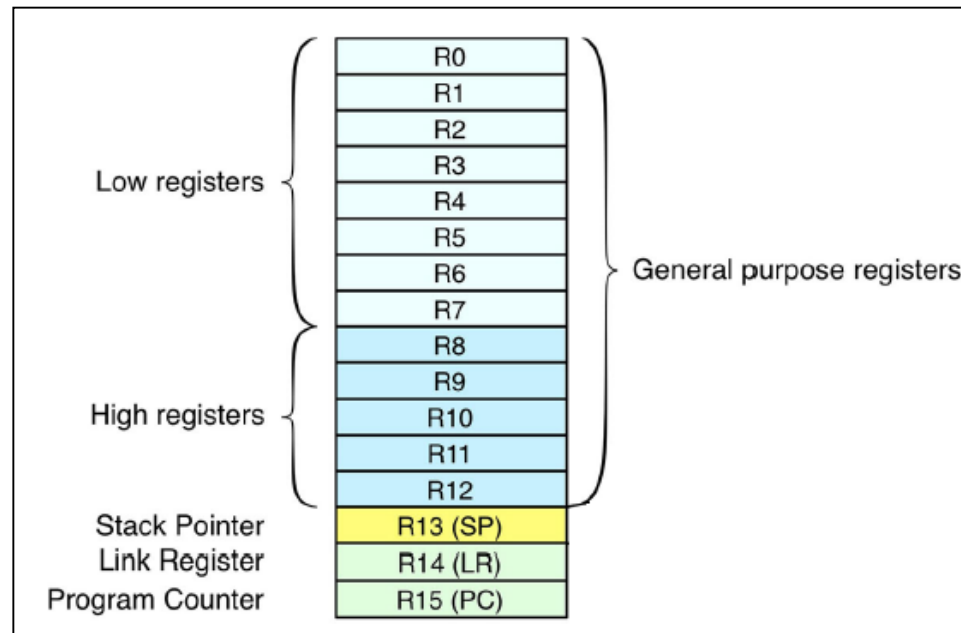 R0
R1
R2
R3
Low registers
R4
R5
General purpose registers
R6
R7
R8
R9
High registers
R10
R11
R12
Stack Pointer
R13 (SP)
Link Register
R14 (LR)
Program Counter
R15 (PC)